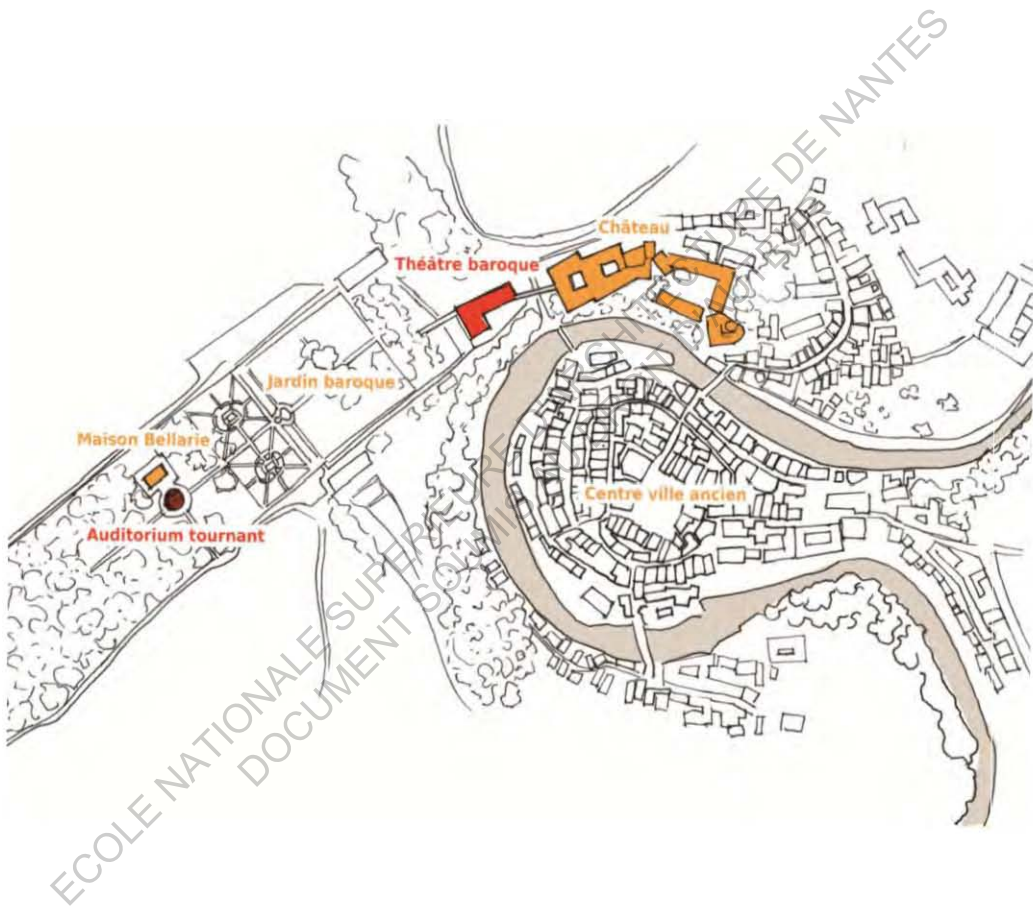 Château
Théâtre baroque
Jardin baroque
Maison Bellarie
Centre ville ancien
Auditorium tournant
ECOLE NATIONALE SUPERIEURE D'ARCHITECTURE DE NANTES
DOCUMENT SOUMIS AU DROIT D'AUTEUR